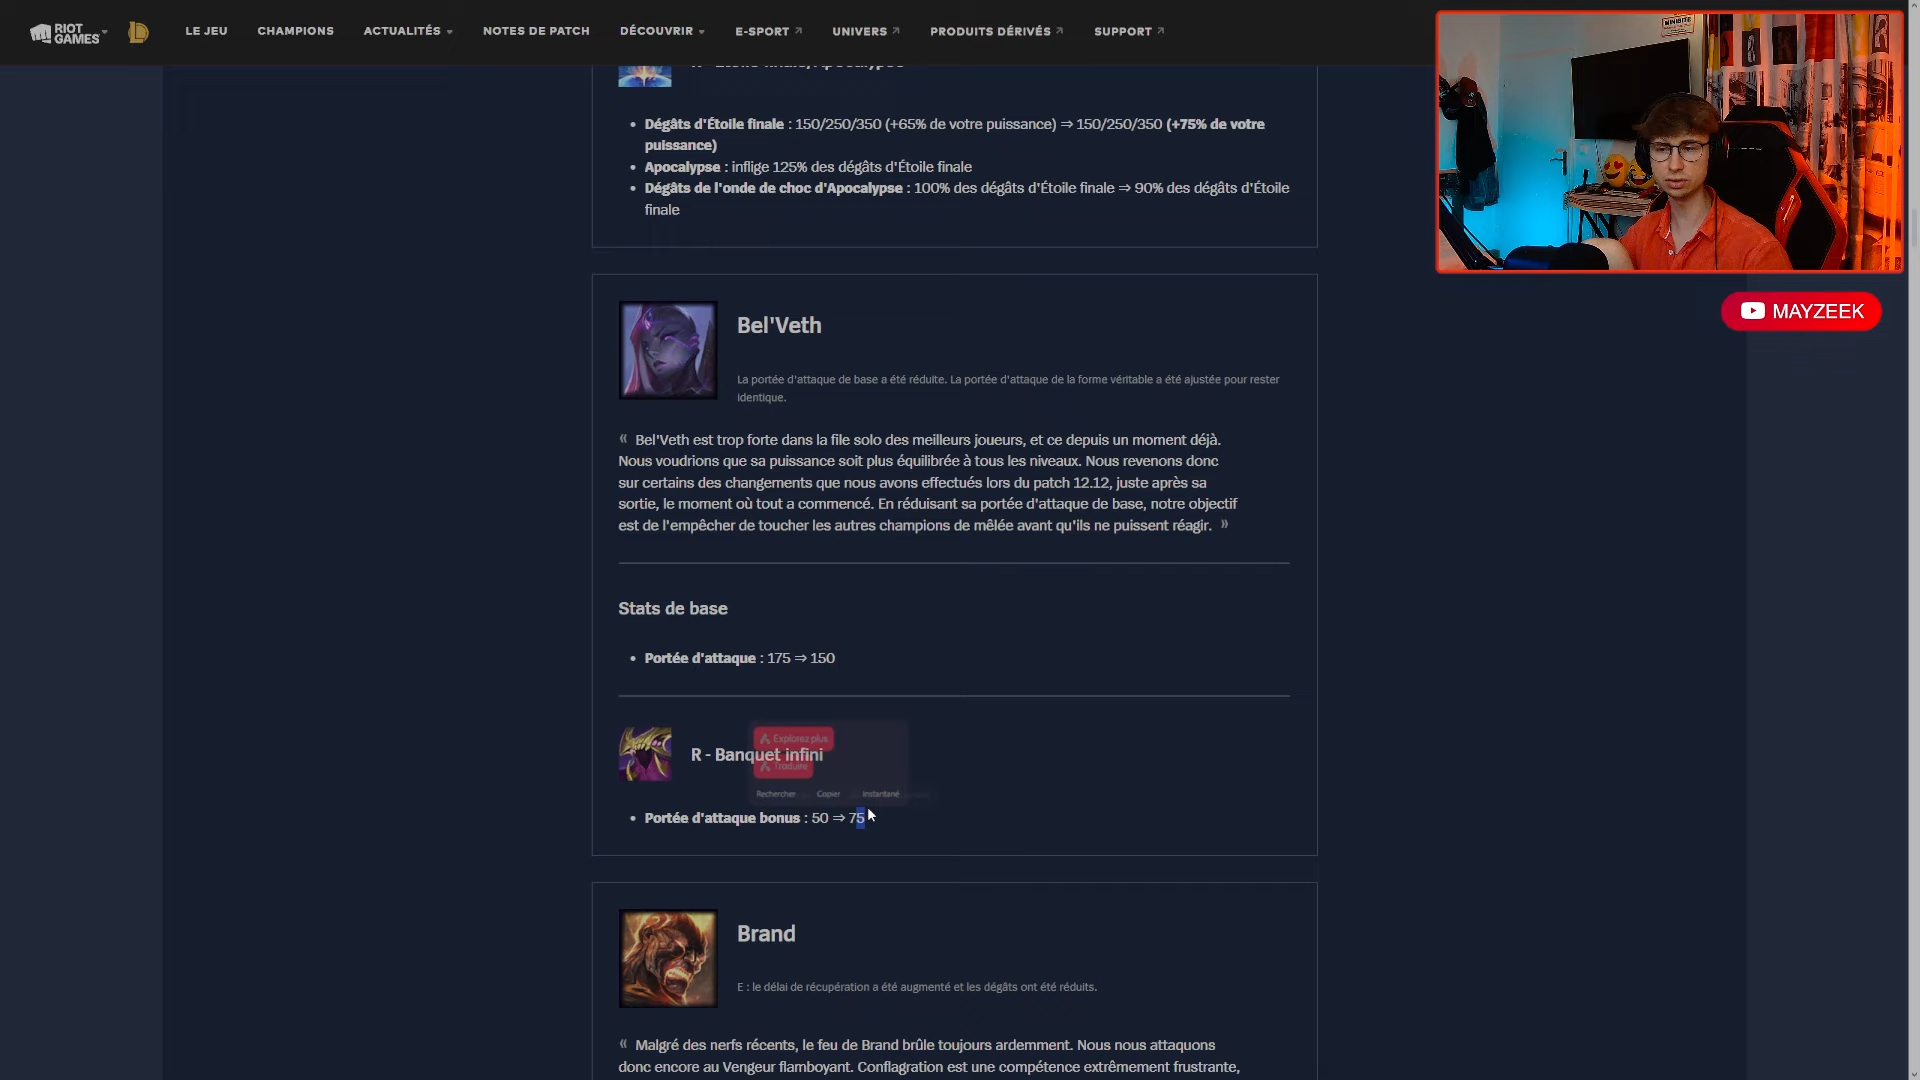 RIOT GAMES LE JEU CHAMPIONS ACTUALITÉS NOTES DE PATCH DÉCOUVRIR E-SPORT UNIVERS PRODUITS DÉRIVÉS SUPPORT
Dégâts d'Étoile finale : 150/250/350 (+65% de votre puissance) ⇒ 150/250/350 (+75% de votre
puissance)
Apocalypse : inflige 125% des dégâts d'Étoile finale
Dégâts de l'onde de choc d'Apocalypse : 100% des dégâts d'Étoile finale ⇒ 90% des dégâts d'Étoile
finale
MAYZEEK
Bel'Veth
La portée d'attaque de base a été réduite. La portée d'attaque de la forme véritable a été ajustée pour rester
identique.
« Bel'Veth est trop forte dans la file solo des meilleurs joueurs, et ce depuis un moment déjà.
Nous voudrions que sa puissance soit plus équilibrée à tous les niveaux. Nous revenons donc
sur certains des changements que nous avons effectués lors du patch 12.12, juste après sa
sortie, le moment où tout a commencé. En réduisant sa portée d'attaque de base, notre objectif
est de l'empêcher de toucher les autres champions de mêlée avant qu'ils ne puissent réagir. »
Stats de base
Portée d'attaque : 175 ⇒ 150
Explorez plus
R - Banquet infini
Traduire
Rechercher Copier Instantané
Portée d'attaque bonus : 50 ⇒ 75
Brand
E : le délai de récupération a été augmenté et les dégâts ont été réduits.
« Malgré des nerfs récents, le feu de Brand brûle toujours ardemment. Nous nous attaquons
donc encore au Vengeur flamboyant. Conflagration est une compétence extrêmement frustrante,